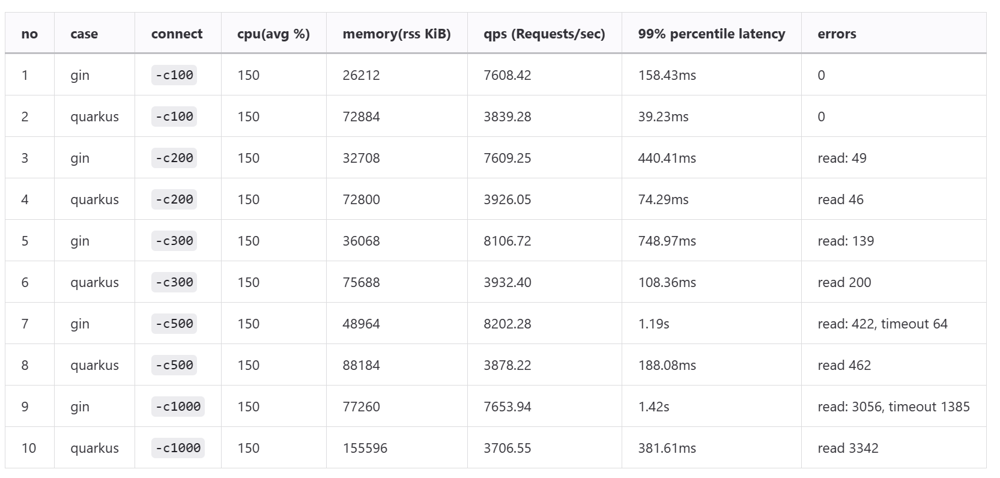 no case connect cpu(avg %) memory(rss KiB) qps (Requests/sec) 99% percentile latency errors
1 gin -c100 150 26212 7608.42 158.43ms 0
2 quarkus -c100 150 72884 3839.28 39.23ms 0
3 gin -c200 150 32708 7609.25 440.41ms read: 49
4 quarkus -c200 150 72800 3926.05 74.29ms read 46
5 gin -c300 150 36068 8106.72 748.97ms read: 139
6 quarkus -c300 150 75688 3932.40 108.36ms read 200
7 gin -c500 150 48964 8202.28 1.19s read: 422, timeout 64
8 quarkus -c500 150 88184 3878.22 188.08ms read 462
9 gin -c1000 150 77260 7653.94 1.42s read: 3056, timeout 1385
10 quarkus -c1000 150 155596 3706.55 381.61ms read 3342